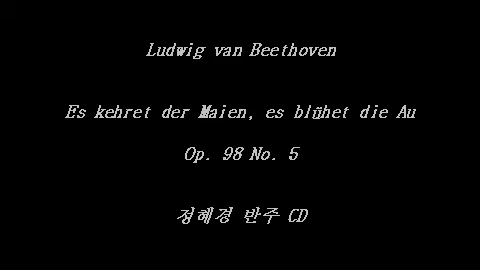 Ludwig van Beethoven
Es kehret der Maien, es blühet die Au
Op. 98 No. 5
정혜경 반주 CD